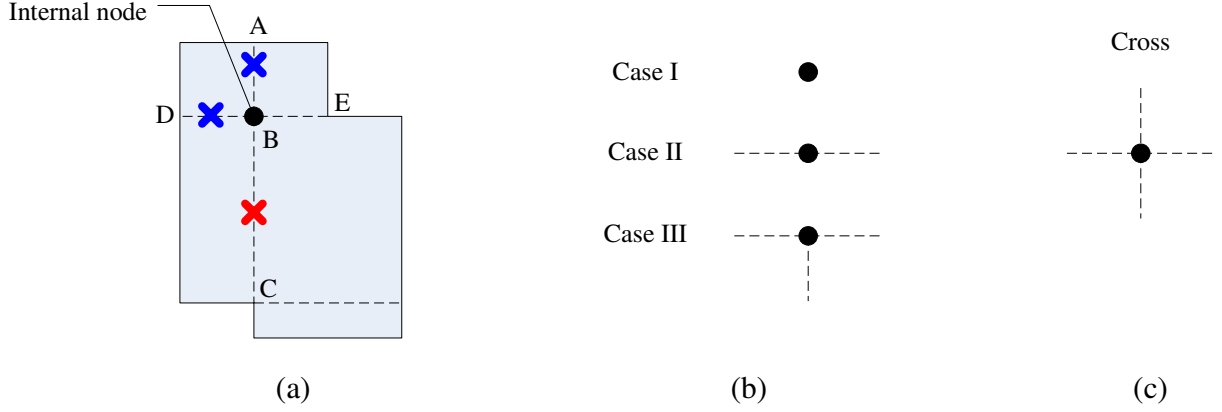 Internal node
A
D
E
B
C
(a)
Case I
Case II
Case III
(b)
Cross
(c)